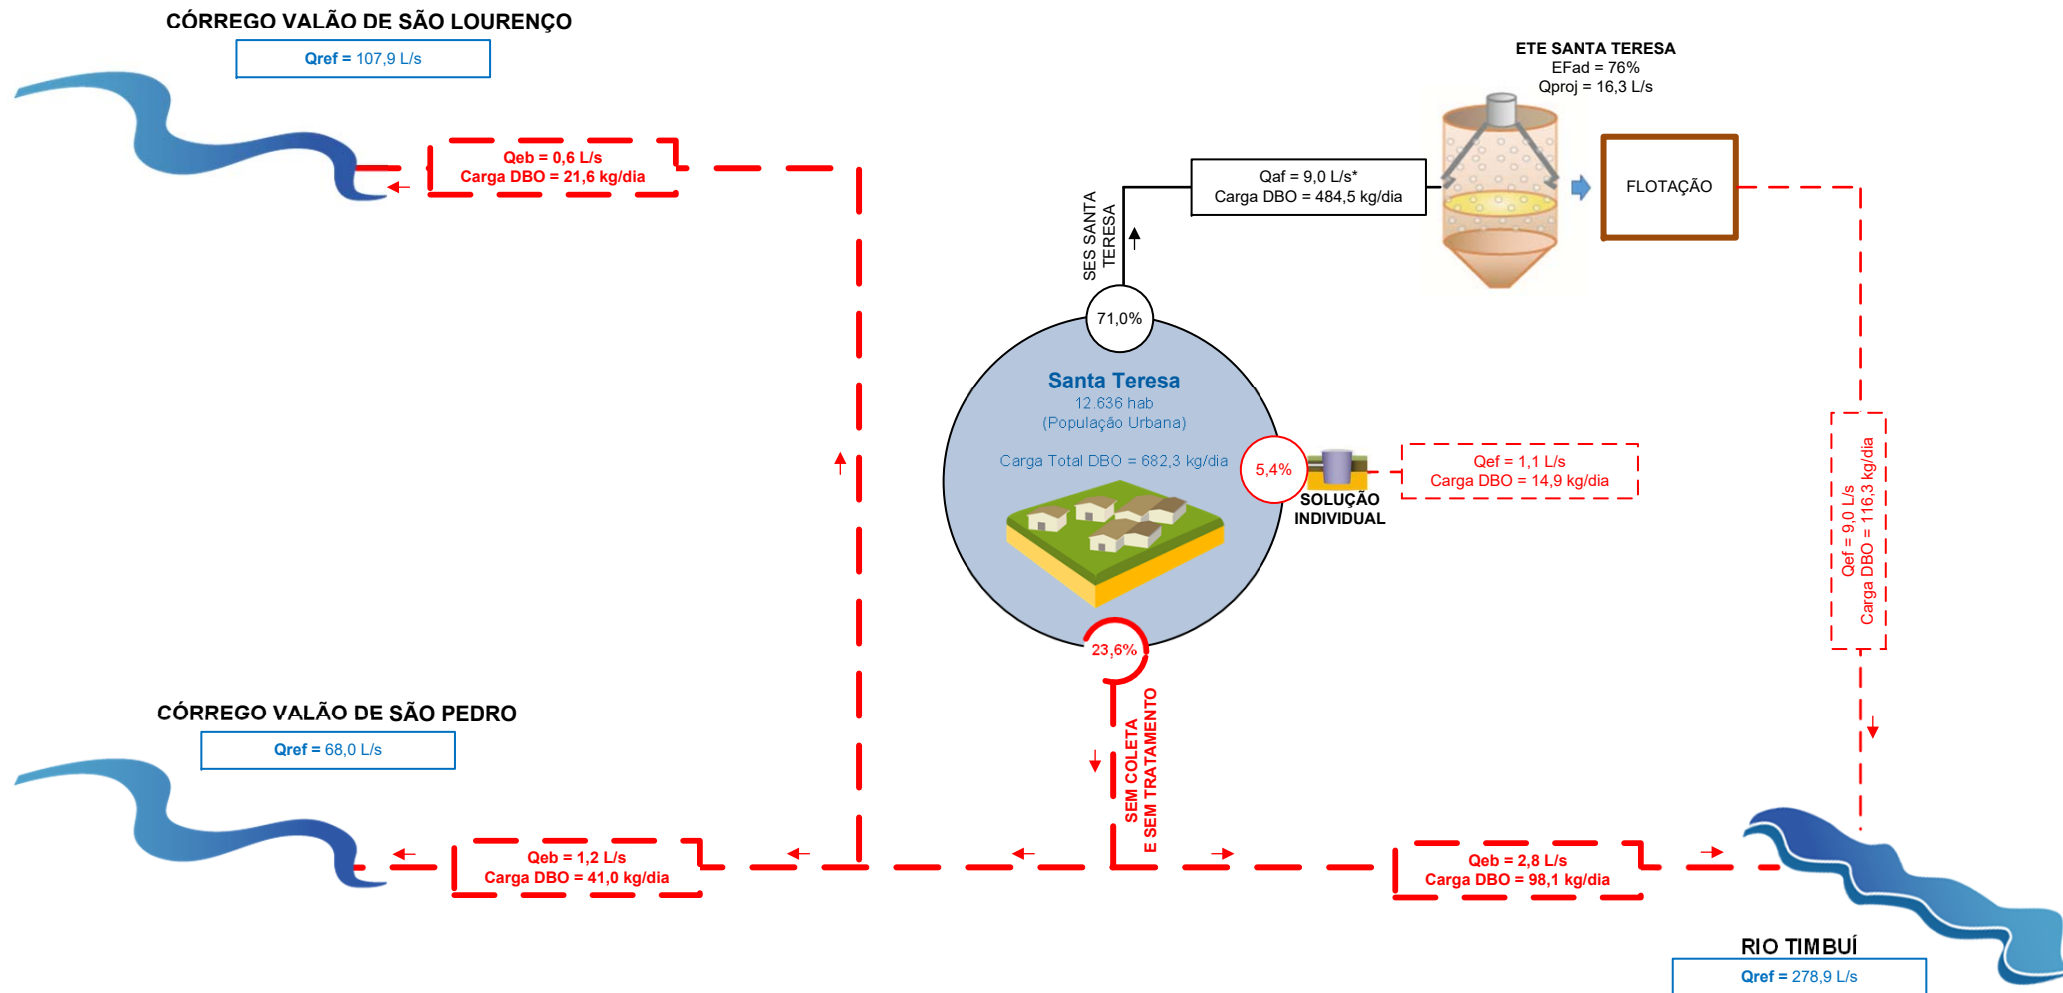 CÓRREGO VALÃO DE SÃO LOURENÇO
Qref = 107,9 L/s
Qeb = 0,6 L/s
Carga DBO = 21,6 kg/dia
ETE SANTA TERESA
EFad = 76%
Qproj = 16,3 L/s
Qaf = 9,0 L/s*
Carga DBO = 484,5 kg/dia
FLOTAÇÃO
SES SANTA
TERESA
71,0%
Santa Teresa
12.636 hab
(População Urbana)
Carga Total DBO = 682,3 kg/dia
5,4%
SOLUÇÃO
INDIVIDUAL
Qef = 1,1 L/s
Carga DBO = 14,9 kg/dia
Qef = 9,0 L/s
Carga DBO = 116,3 kg/dia
23,6%
SEM COLETA
E SEM TRATAMENTO
CÓRREGO VALÃO DE SÃO PEDRO
Qref = 68,0 L/s
Qeb = 1,2 L/s
Carga DBO = 41,0 kg/dia
Qeb = 2,8 L/s
Carga DBO = 98,1 kg/dia
RIO TIMBUÍ
Qref = 278,9 L/s